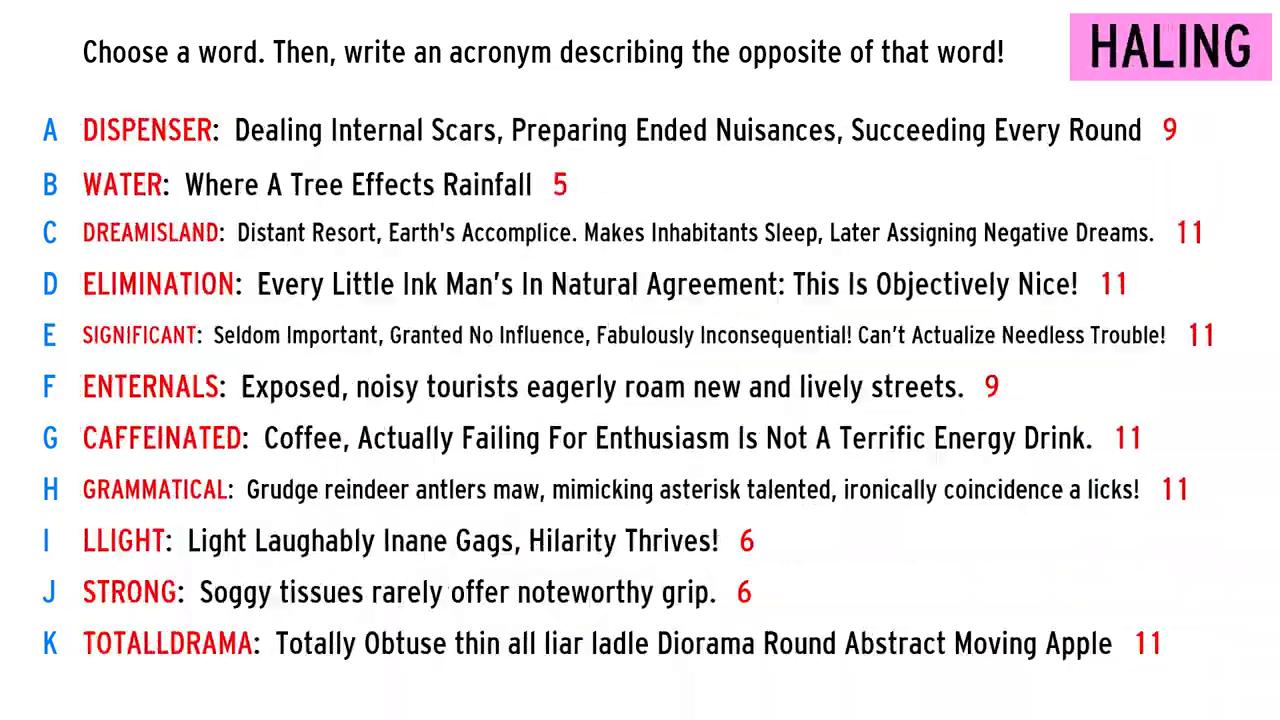 Choose a word. Then, write an acronym describing the opposite of that word!
HALING
A DISPENSER: Dealing Internal Scars, Preparing Ended Nuisances, Succeeding Every Round 9
B WATER: Where A Tree Effects Rainfall 5
C DREAMISLAND: Distant Resort, Earth's Accomplice. Makes Inhabitants Sleep, Later Assigning Negative Dreams. 11
D ELIMINATION: Every Little Ink Man’s In Natural Agreement: This Is Objectively Nice! 11
E SIGNIFICANT: Seldom Important, Granted No Influence, Fabulously Inconsequential! Can’t Actualize Needless Trouble! 11
F ENTERNALS: Exposed, noisy tourists eagerly roam new and lively streets. 9
G CAFFEINATED: Coffee, Actually Failing For Enthusiasm Is Not A Terrific Energy Drink. 11
H GRAMMATICAL: Grudge reindeer antlers maw, mimicking asterisk talented, ironically coincidence a licks! 11
I LLIGHT: Light Laughably Inane Gags, Hilarity Thrives! 6
J STRONG: Soggy tissues rarely offer noteworthy grip. 6
K TOTALLDRAMA: Totally Obtuse thin all liar ladle Diorama Round Abstract Moving Apple 11